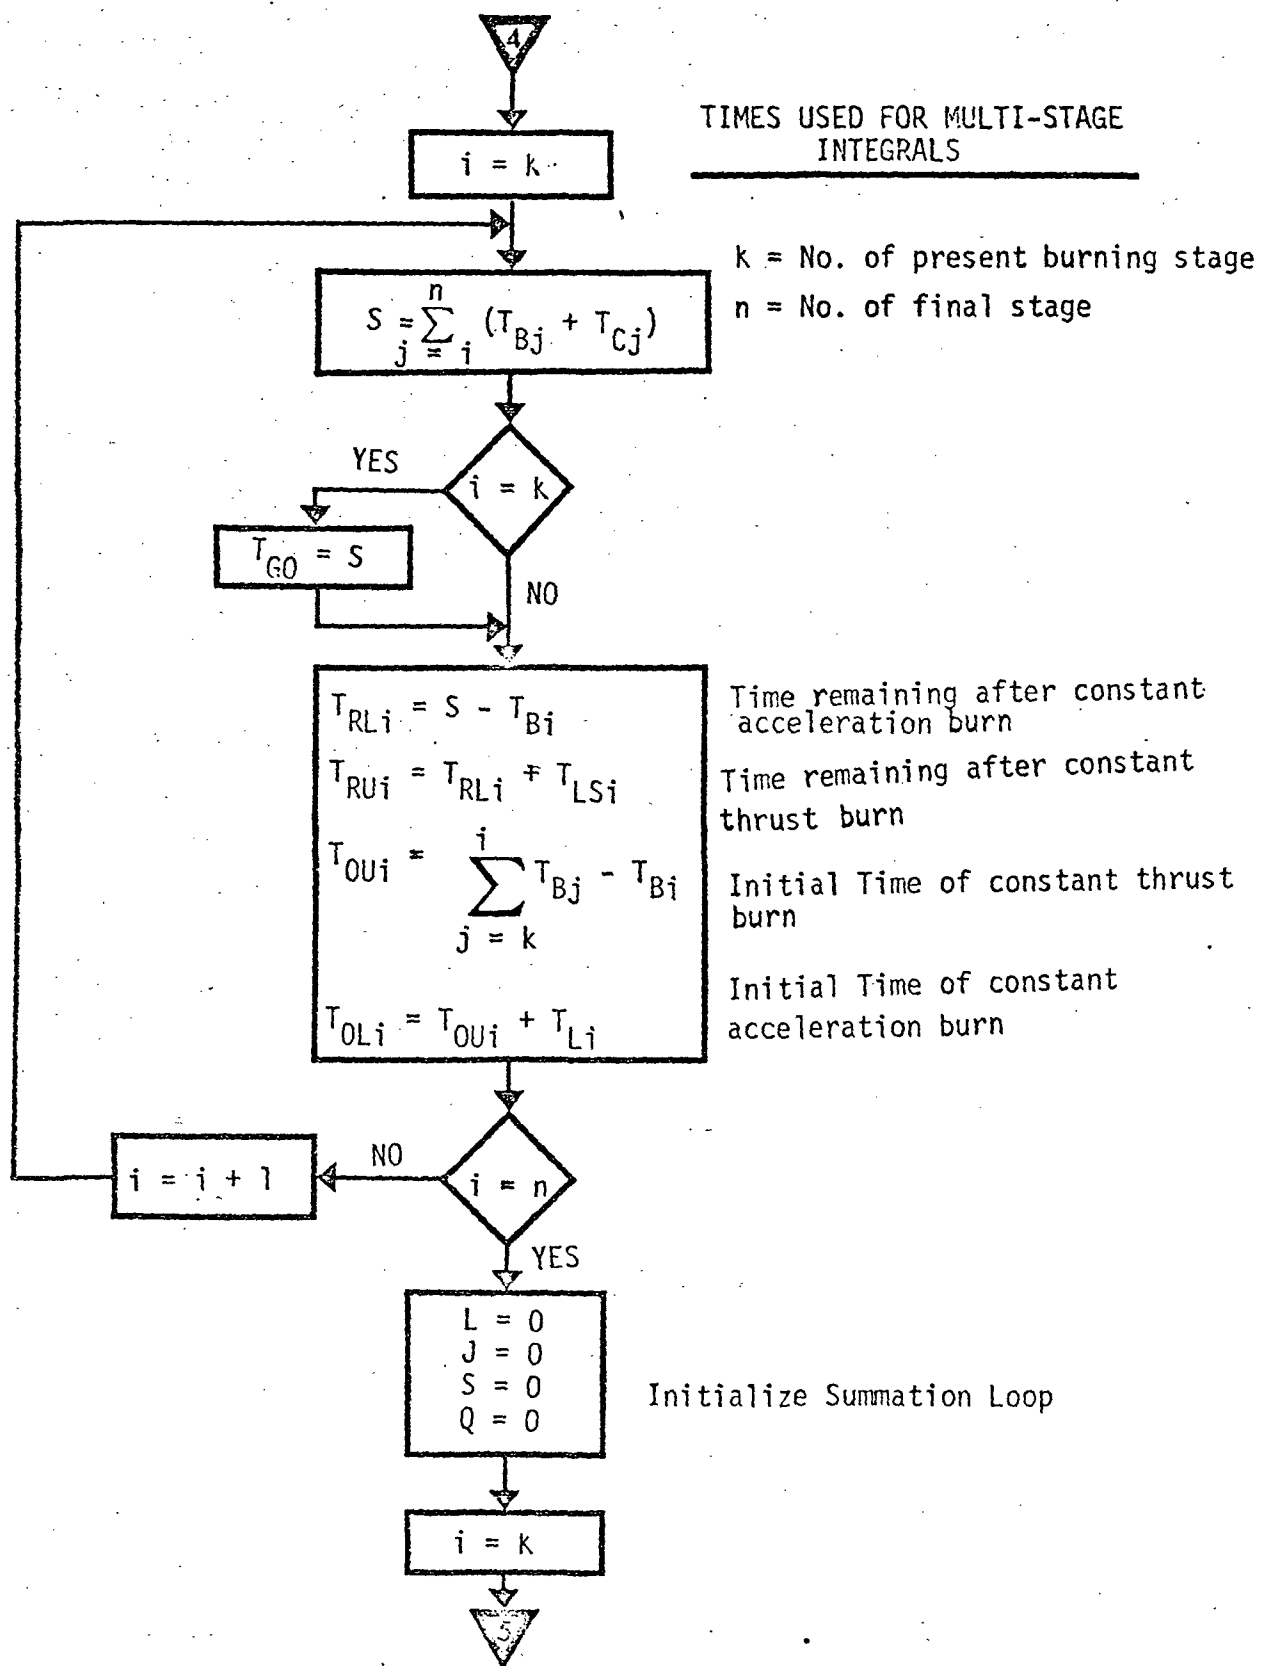 4
TIMES USED FOR MULTI-STAGE
INTEGRALS
i = k
k = No. of present burning stage
n = No. of final stage
S = n∑j = i (T_Bj + T_Cj)
i = k
YES
T_GO = S
NO
T_RLi = S - T_Bi
Time remaining after constant
acceleration burn
T_RUi = T_RLi + T_LSi
Time remaining after constant
thrust burn
T_OUi = i∑j = k T_Bj - T_Bi
Initial Time of constant thrust
burn
T_OLi = T_OUi + T_Li
Initial Time of constant
acceleration burn
i = n
NO
i = i + 1
YES
L = 0
J = 0
S = 0
Q = 0
Initialize Summation Loop
i = k
5